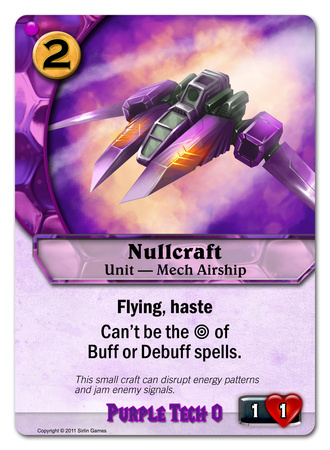 2
Nullcraft
Unit — Mech Airship
Flying, haste
Can't be the ◎ of
Buff or Debuff spells.
This small craft can disrupt energy patterns
and jam enemy signals.
Purple Tech 0
1 1
Copyright © 2011 Sirlin Games